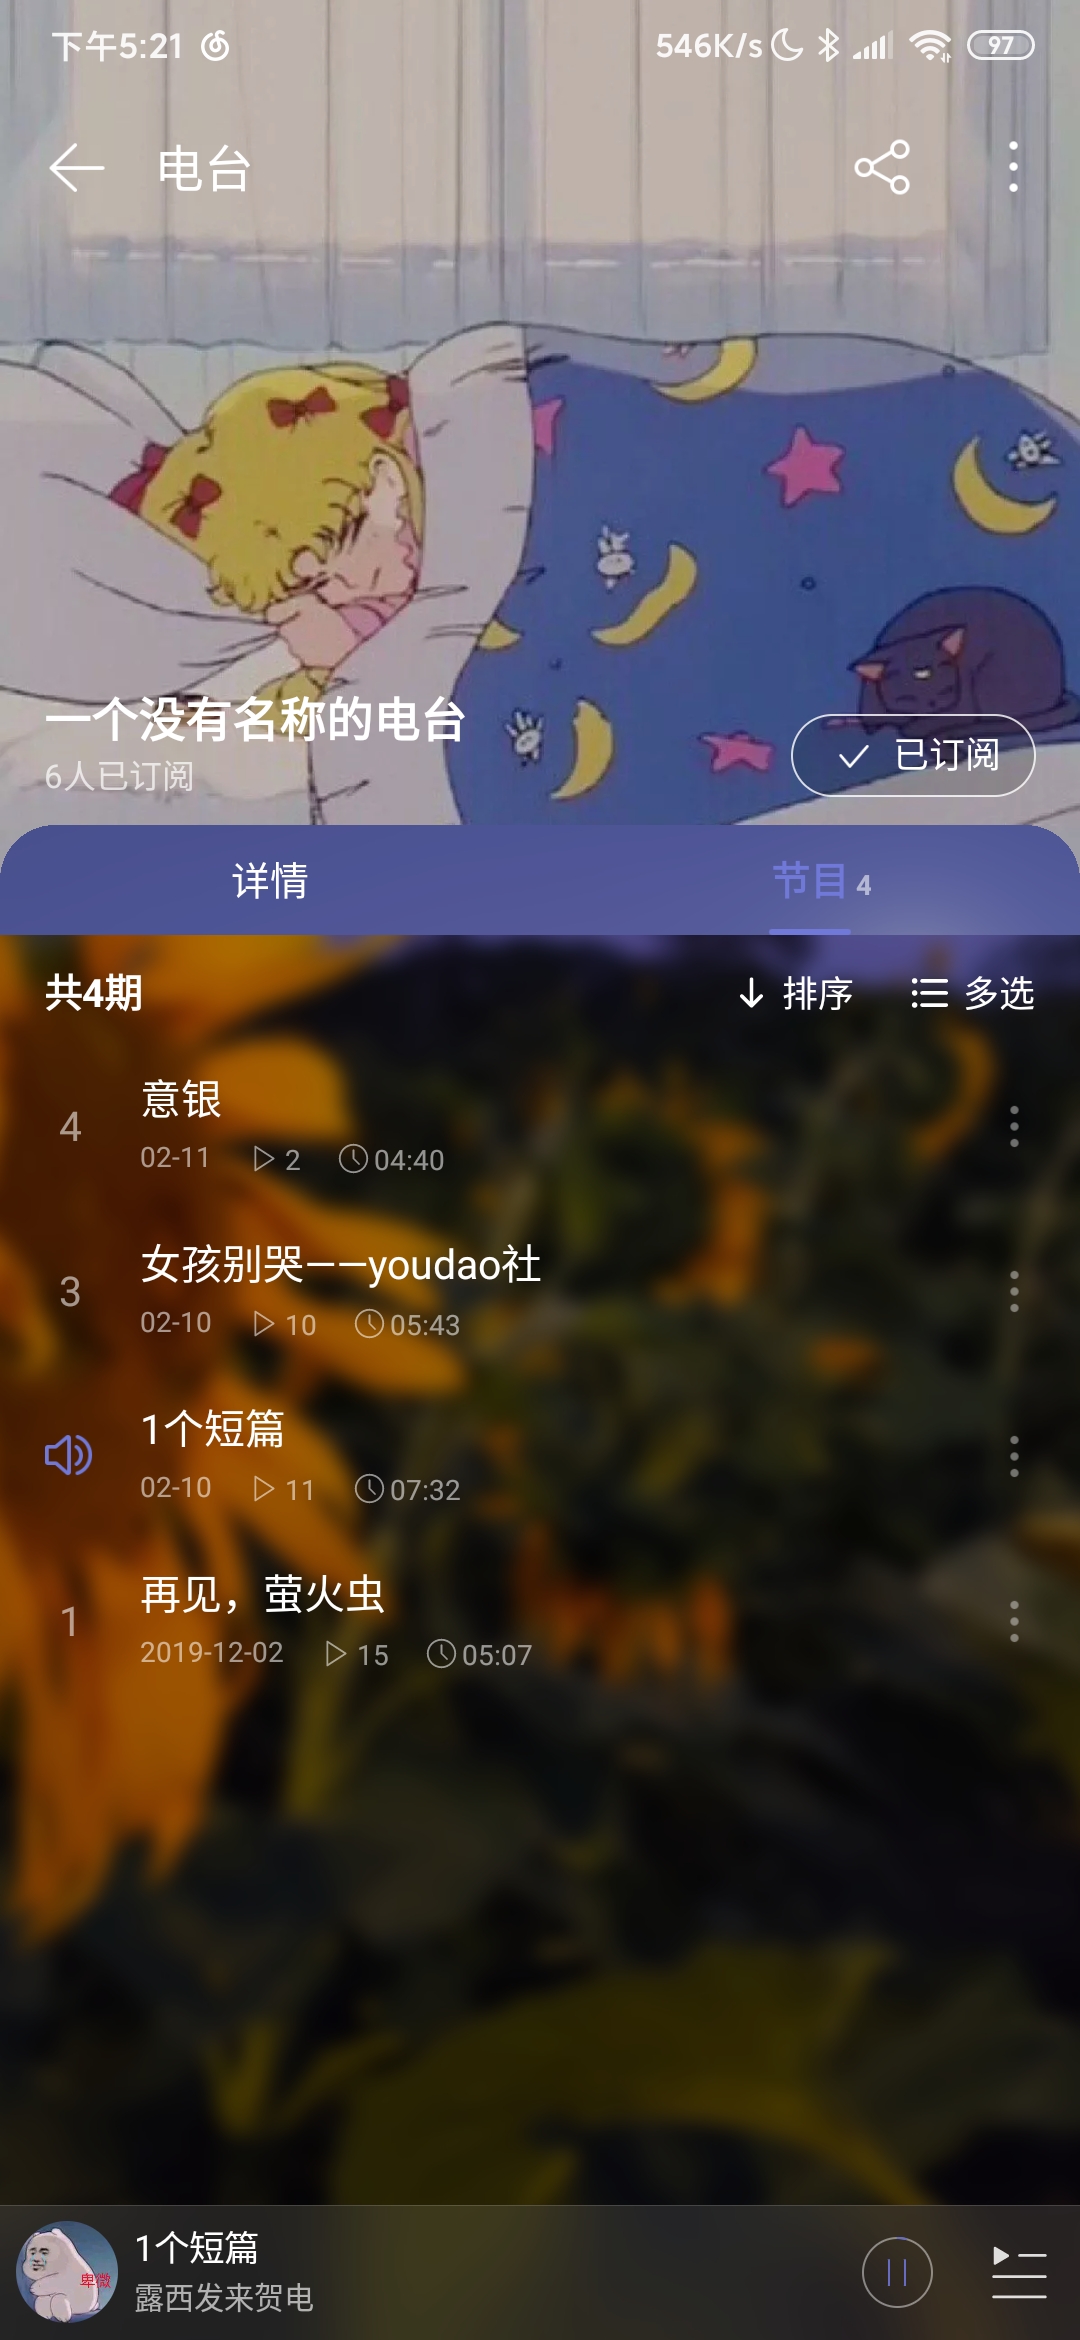 下午5:21 546K/s 97
电台
一个没有名称的电台
6人已订阅
已订阅
详情
节目 4
共4期
排序
多选
4
意银
02-11 2 04:40
3
女孩别哭——youdao社
02-10 10 05:43
1个短篇
02-10 11 07:32
1
再见，萤火虫
2019-12-02 15 05:07
卑微
1个短篇
露西发来贺电